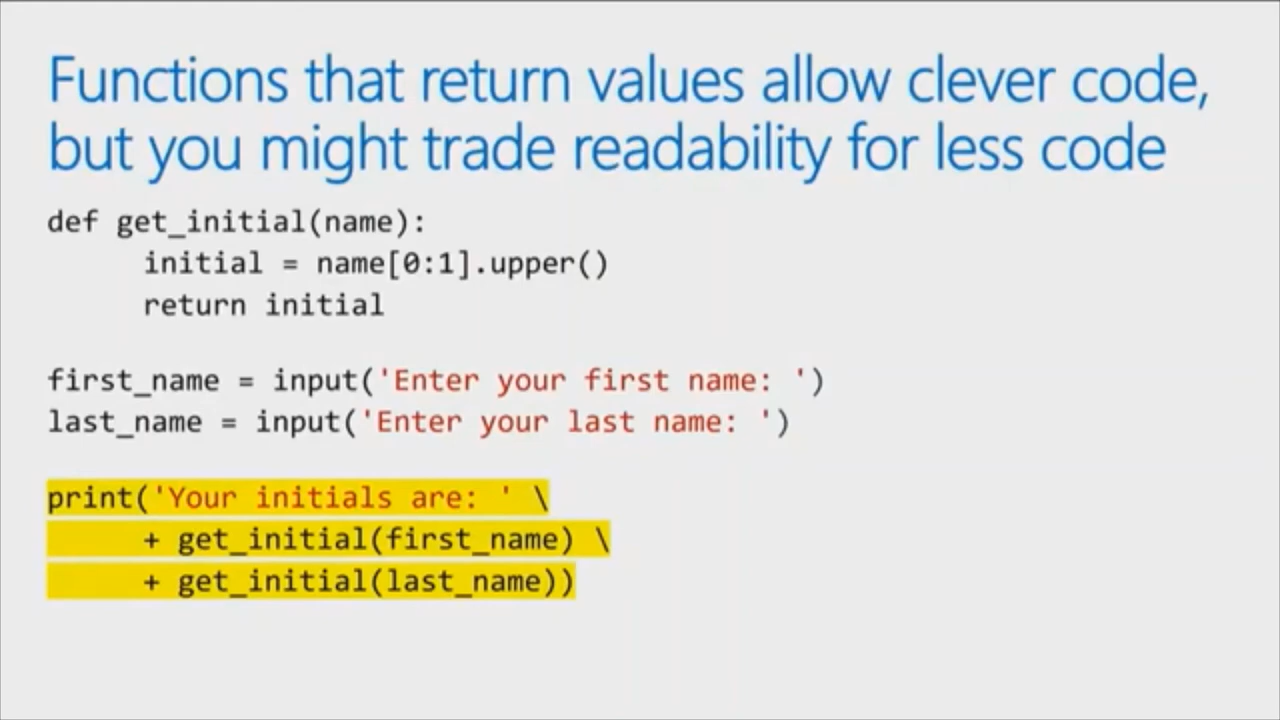 Functions that return values allow clever code,
but you might trade readability for less code
def get_initial(name):
     initial = name[0:1].upper()
     return initial
first_name = input('Enter your first name: ')
last_name = input('Enter your last name: ')
print('Your initials are: ' \
     + get_initial(first_name) \
     + get_initial(last_name))